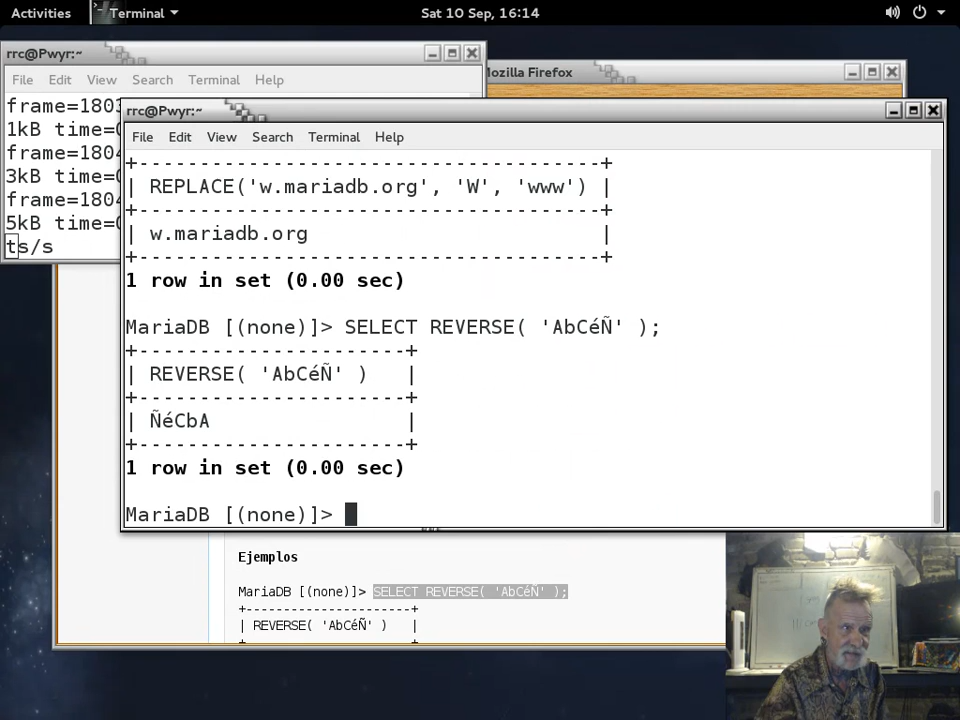 Activities Terminal Sat 10 Sep, 16:14
rrc@Pwyr:~
File Edit View Search Terminal Help
frame=1803
1kB time=0
frame=1804
3kB time=0
frame=1804
5kB time=0
ts/s
Mozilla Firefox
rrc@Pwyr:~
File Edit View Search Terminal Help
+--------------------------------------+
| REPLACE('w.mariadb.org', 'W', 'www') |
+--------------------------------------+
| w.mariadb.org                        |
+--------------------------------------+
1 row in set (0.00 sec)
MariaDB [(none)]> SELECT REVERSE( 'AbCéÑ' );
+----------------------+
| REVERSE( 'AbCéÑ' )   |
+----------------------+
| ÑéCbA                |
+----------------------+
1 row in set (0.00 sec)
MariaDB [(none)]>
Ejemplos
MariaDB [(none)]> SELECT REVERSE( 'AbCéÑ' );
+----------------------+
| REVERSE( 'AbCéÑ' )   |